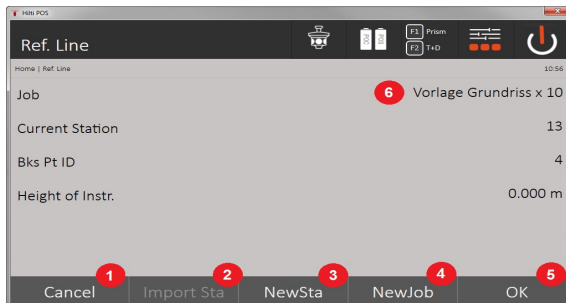 Hilti POS
Ref. Line
POC
POS
F1 Prism
F2 T+D
Home | Ref. Line 10:56
Job 6 Vorlage Grundriss x 10
Current Station 13
Bks Pt ID 4
Height of Instr. 0.000 m
1 2 3 4 5
Cancel Import Sta NewSta NewJob OK